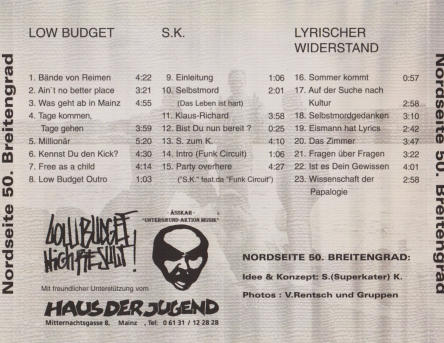 Nordseite 50. Breitengrad
LOW BUDGET
1. Bände von Reimen 4:22
2. Ain´t no better place 3:21
3. Was geht ab in Mainz 4:55
4. Tage kommen,
Tage gehen 3:59
5. Millionär 5:20
6. Kennst Du den Kick? 4:30
7. Free as a child 4:14
8. Low Budget Outro 1:03
S.K.
9. Einleitung 1:06
10. Selbstmord 2:01
(Das Leben ist hart)
11. Klaus-Richard 3:58
12. Bist Du nun bereit ? 0:25
13. S. zum K. 4:10
14. Intro (Funk Circuit) 1:06
15. Party overhere 4:27
("S.K." feat.da "Funk Circuit")
LYRISCHER
WIDERSTAND
16. Sommer kommt 0:57
17. Auf der Suche nach
Kultur 2:58
18. Selbstmordgedanken 3:10
19. Eismann hat Lyrics 2:42
20. Das Zimmer 3:47
21. Fragen über Fragen 3:22
22. Ist es Dein Gewissen 4:01
23. Wissenschaft der 2:58
Papalogie
LOW BUDGET
HIGH RESULT!
- ÄSSKAR -
"UNTERGRUND-AKTION MUSIK"
Mit freundlicher Unterstützung vom
HAUS DER JUGEND
Mitternachtsgasse 8, Mainz , Tel: 0 61 31 / 12 28 28
NORDSEITE 50. BREITENGRAD:
Idee & Konzept: S.(Superkater) K.
Photos : V.Rentsch und Gruppen
Nordseite 50. Breitengrad